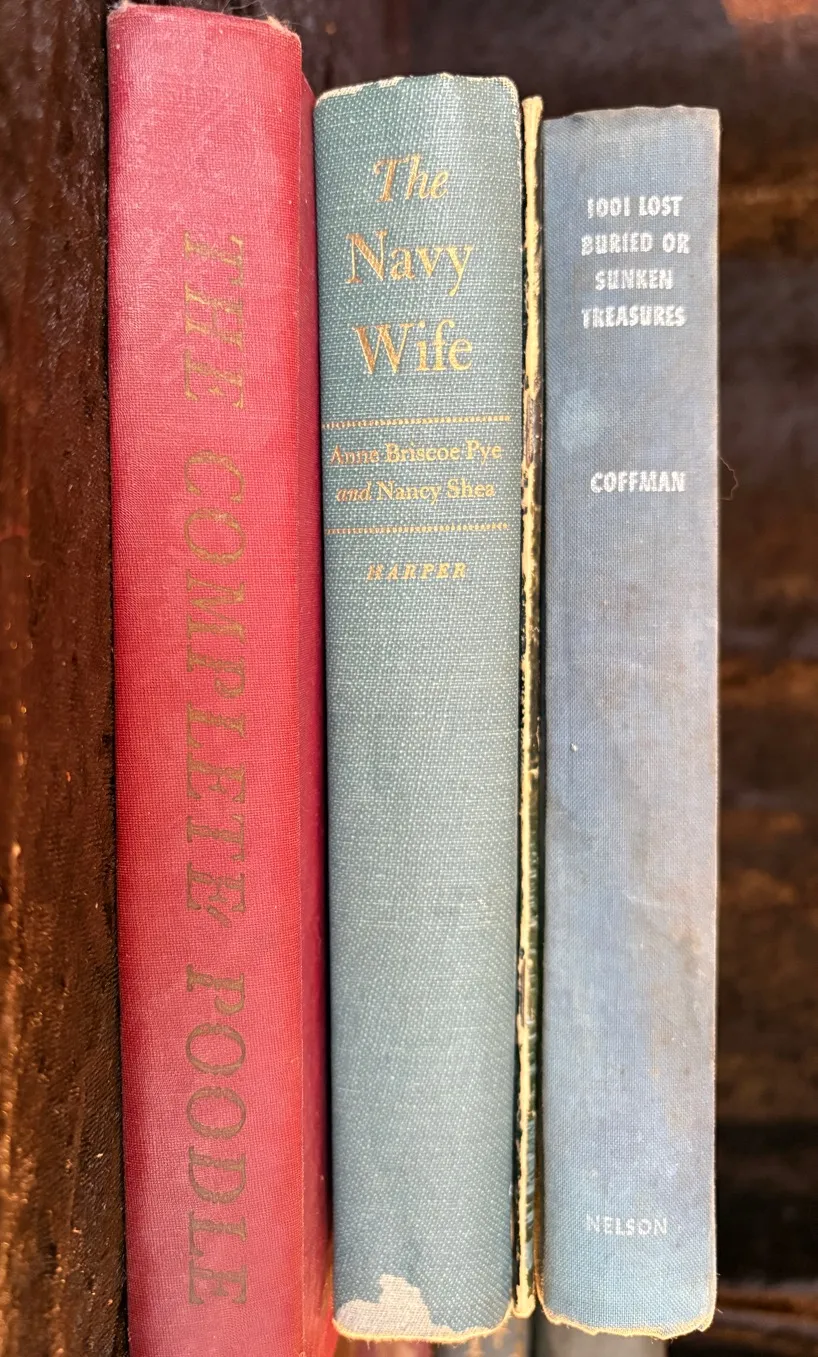 THE COMPLETE POODLE
The
Navy
Wife
Anne Briscoe Pye
and Nancy Shea
HARPER
1001 LOST
BURIED OR
SUNKEN
TREASURES
COFFMAN
NELSON